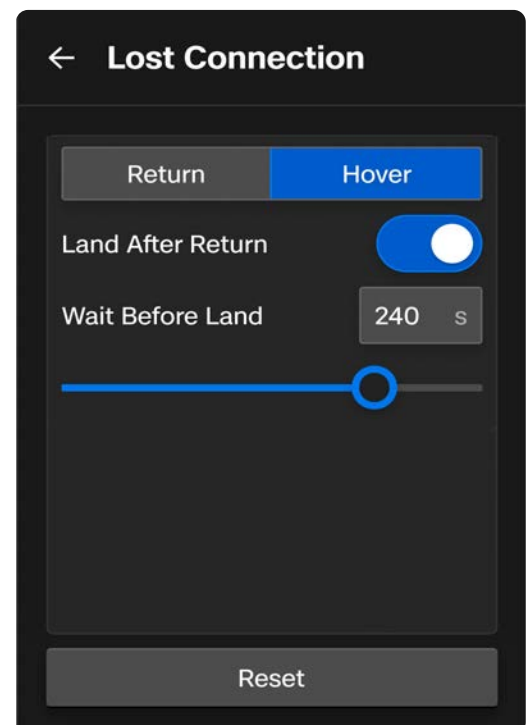 Lost Connection
Return Hover
Land After Return
Wait Before Land 240 s
Reset